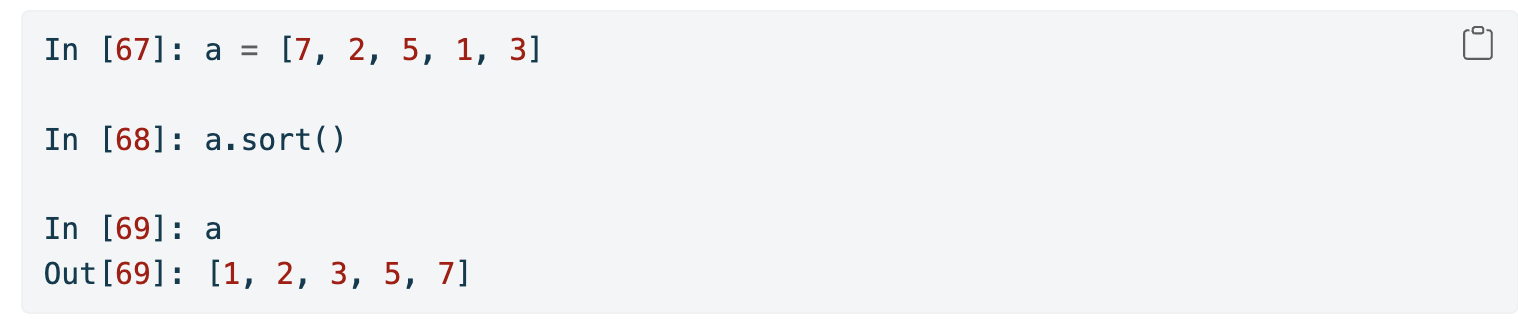 In [67]: a = [7, 2, 5, 1, 3]
In [68]: a.sort()
In [69]: a
Out[69]: [1, 2, 3, 5, 7]